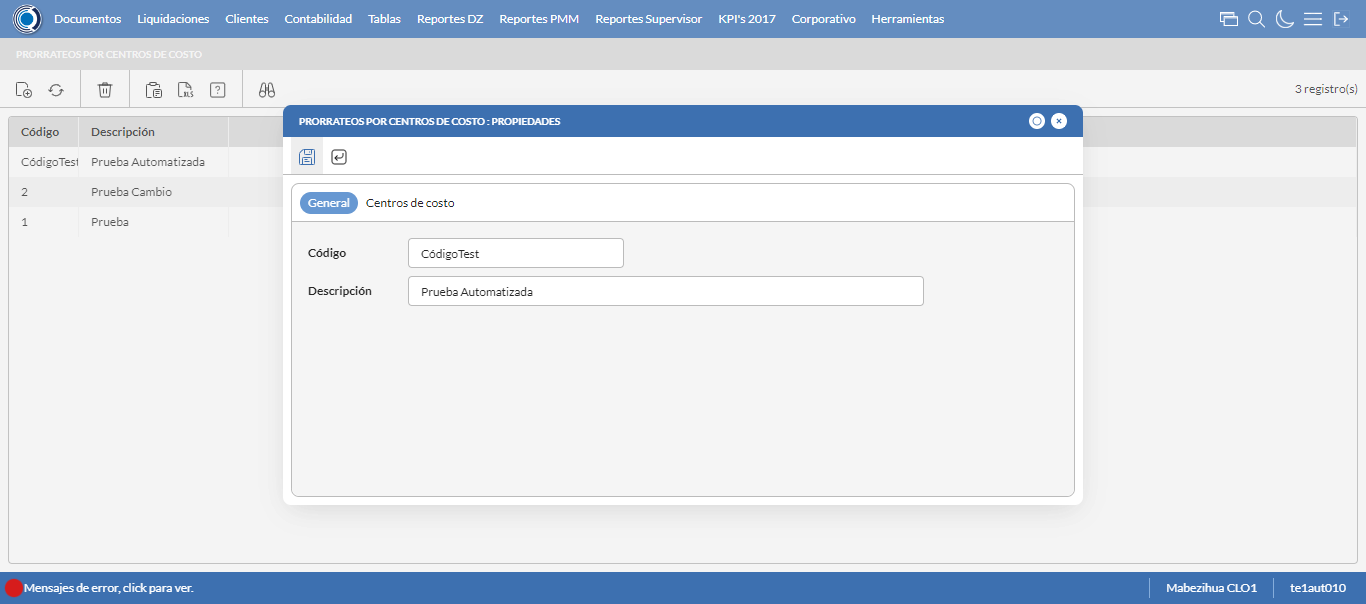 Documentos Liquidaciones Clientes Contabilidad Tablas Reportes DZ Reportes PMM Reportes Supervisor KPI's 2017 Corporativo Herramientas
PRORRATEOS POR CENTROS DE COSTO
XLS ? 3 registro(s)
Código Descripción
CódigoTest Prueba Automatizada
2 Prueba Cambio
1 Prueba
PRORRATEOS POR CENTROS DE COSTO : PROPIEDADES
General Centros de costo
Código CódigoTest
Descripción Prueba Automatizada
Mensajes de error, click para ver. Mabezihua CLO1 te1aut010